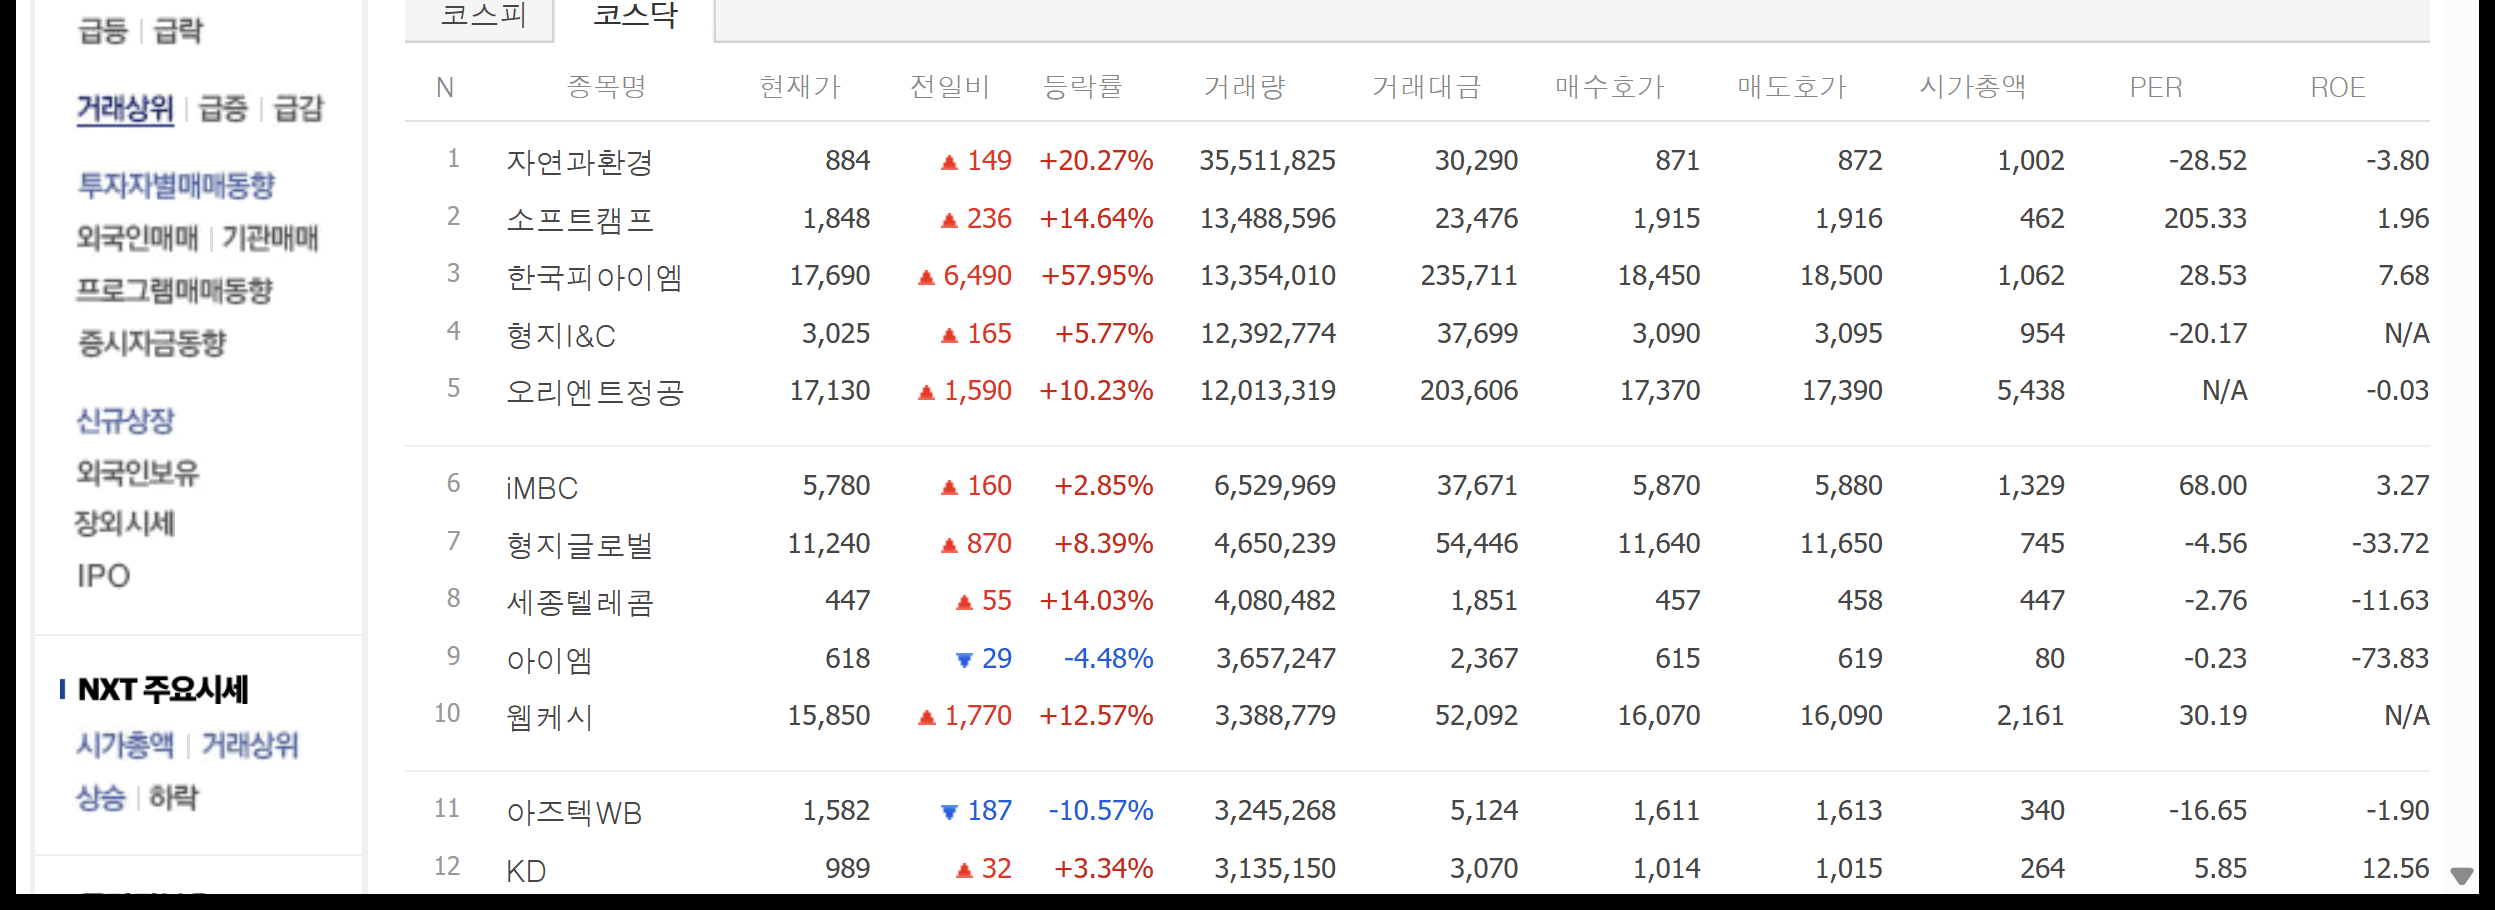 급등 | 급락
거래상위 | 급증 | 급감
투자자별매매동향
외국인매매 | 기관매매
프로그램매매동향
증시자금동향
신규상장
외국인보유
장외시세
IPO
NXT 주요시세
시가총액 | 거래상위
상승 | 하락
코스피 코스닥
N 종목명 현재가 전일비 등락률 거래량 거래대금 매수호가 매도호가 시가총액 PER ROE
1 자연과환경 884 ▲ 149 +20.27% 35,511,825 30,290 871 872 1,002 -28.52 -3.80
2 소프트캠프 1,848 ▲ 236 +14.64% 13,488,596 23,476 1,915 1,916 462 205.33 1.96
3 한국피아이엠 17,690 ▲ 6,490 +57.95% 13,354,010 235,711 18,450 18,500 1,062 28.53 7.68
4 형지I&C 3,025 ▲ 165 +5.77% 12,392,774 37,699 3,090 3,095 954 -20.17 N/A
5 오리엔트정공 17,130 ▲ 1,590 +10.23% 12,013,319 203,606 17,370 17,390 5,438 N/A -0.03
6 iMBC 5,780 ▲ 160 +2.85% 6,529,969 37,671 5,870 5,880 1,329 68.00 3.27
7 형지글로벌 11,240 ▲ 870 +8.39% 4,650,239 54,446 11,640 11,650 745 -4.56 -33.72
8 세종텔레콤 447 ▲ 55 +14.03% 4,080,482 1,851 457 458 447 -2.76 -11.63
9 아이엠 618 ▼ 29 -4.48% 3,657,247 2,367 615 619 80 -0.23 -73.83
10 웹케시 15,850 ▲ 1,770 +12.57% 3,388,779 52,092 16,070 16,090 2,161 30.19 N/A
11 아즈텍WB 1,582 ▼ 187 -10.57% 3,245,268 5,124 1,611 1,613 340 -16.65 -1.90
12 KD 989 ▲ 32 +3.34% 3,135,150 3,070 1,014 1,015 264 5.85 12.56